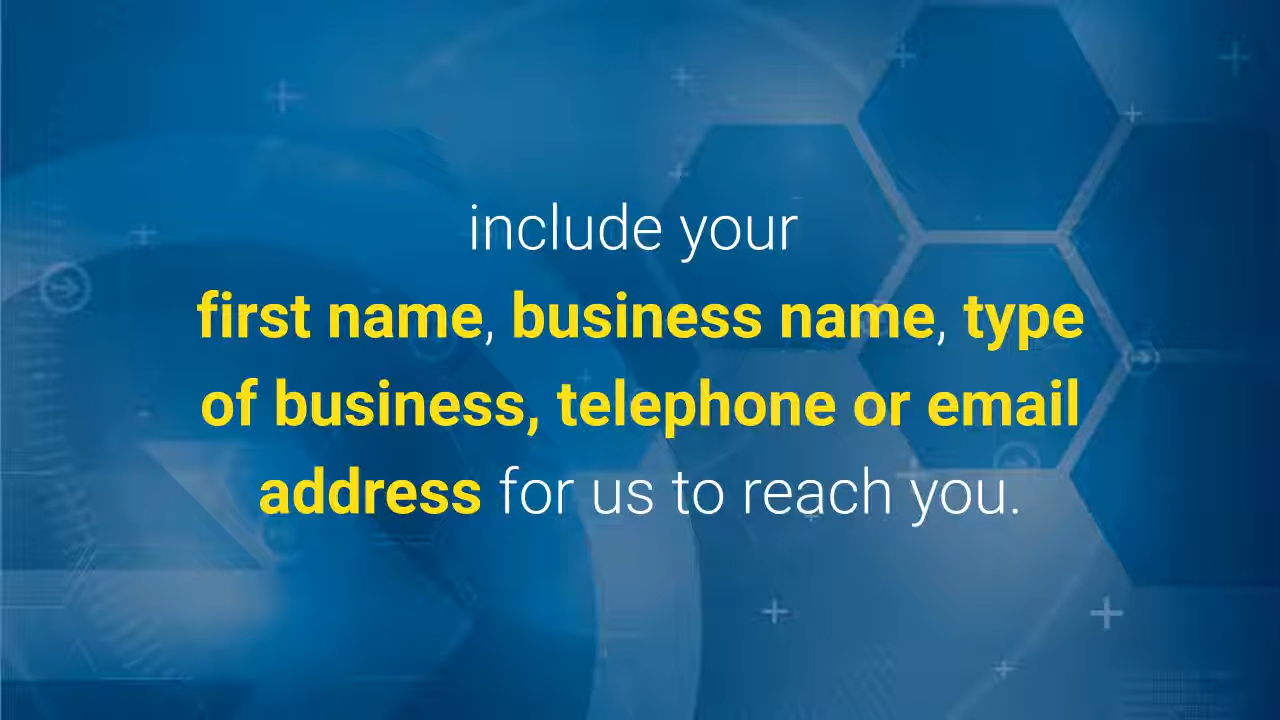 include your
first name, business name, type
of business, telephone or email
address for us to reach you.